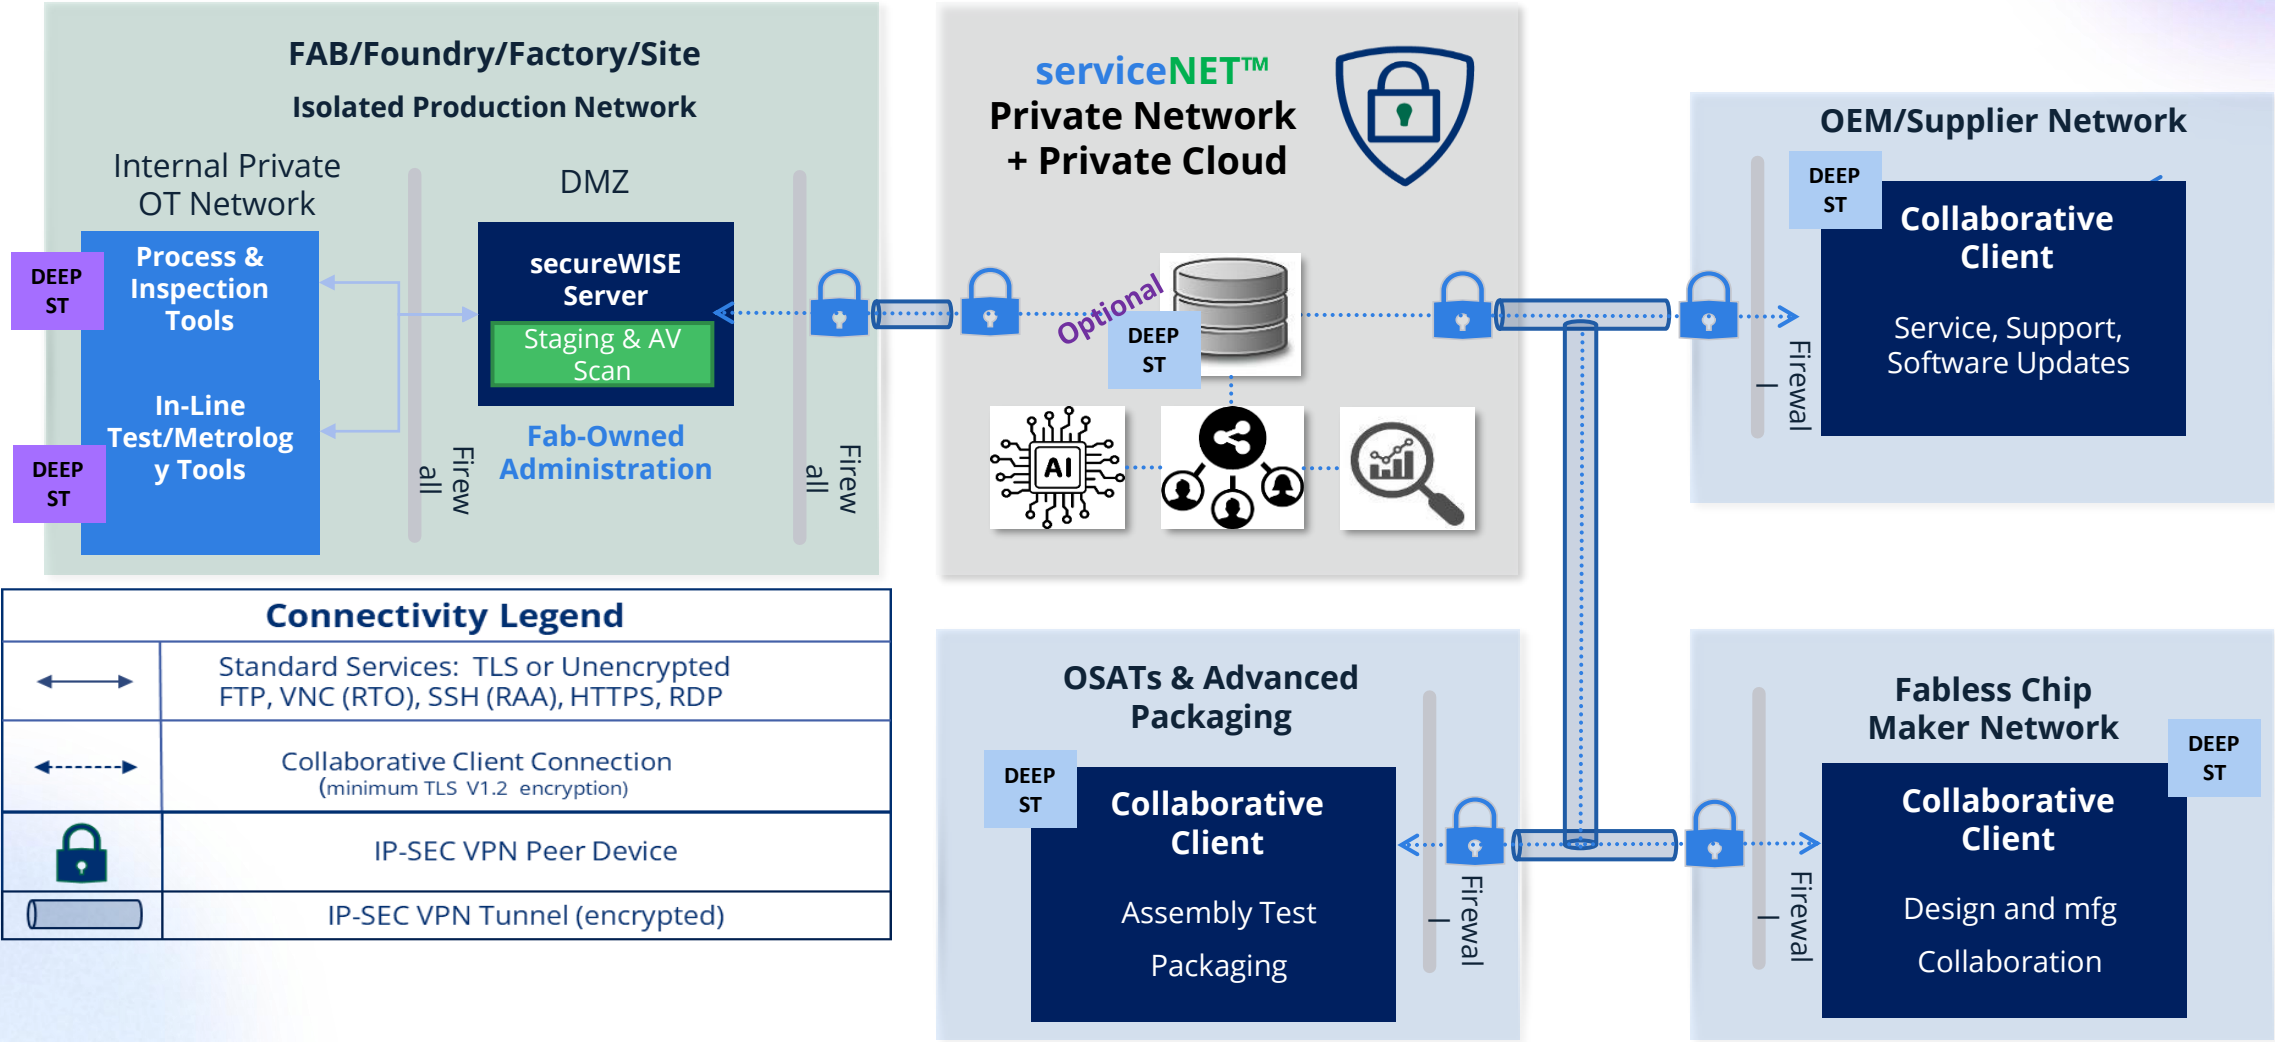 FAB/Foundry/Factory/Site
Isolated Production Network
Internal Private
OT Network
DMZ
DEEP
ST
Process &
Inspection
Tools
In-Line
Test/Metrolog
y Tools
DEEP
ST
Firew
all
secureWISE
Server
Staging & AV
Scan
Fab-Owned
Administration
Firew
all
serviceNET™
Private Network
+ Private Cloud
Optional
DEEP
ST
AI
OEM/Supplier Network
DEEP
ST
Collaborative
Client
Service, Support,
Software Updates
Firewal
l
Connectivity Legend
Standard Services: TLS or Unencrypted
FTP, VNC (RTO), SSH (RAA), HTTPS, RDP
Collaborative Client Connection
(minimum TLS V1.2 encryption)
IP-SEC VPN Peer Device
IP-SEC VPN Tunnel (encrypted)
OSATs & Advanced
Packaging
DEEP
ST
Collaborative
Client
Assembly Test
Packaging
Firewal
l
Fabless Chip
Maker Network
DEEP
ST
Collaborative
Client
Design and mfg
Collaboration
Firewal
l